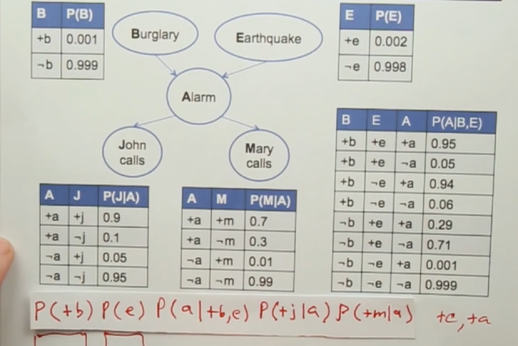 B P(B)
+b 0.001
¬b 0.999
Burglary
Earthquake
E P(E)
+e 0.002
¬e 0.998
Alarm
John
calls
Mary
calls
B E A P(A|B,E)
+b +e +a 0.95
+b +e ¬a 0.05
+b ¬e +a 0.94
+b ¬e ¬a 0.06
¬b +e +a 0.29
¬b +e ¬a 0.71
¬b ¬e +a 0.001
¬b ¬e ¬a 0.999
A J P(J|A)
+a +j 0.9
+a ¬j 0.1
¬a +j 0.05
¬a ¬j 0.95
A M P(M|A)
+a +m 0.7
+a ¬m 0.3
¬a +m 0.01
¬a ¬m 0.99
P(+b) P(e) P(a|+b,e) P(+j|a) P(+m|a) +e, +a